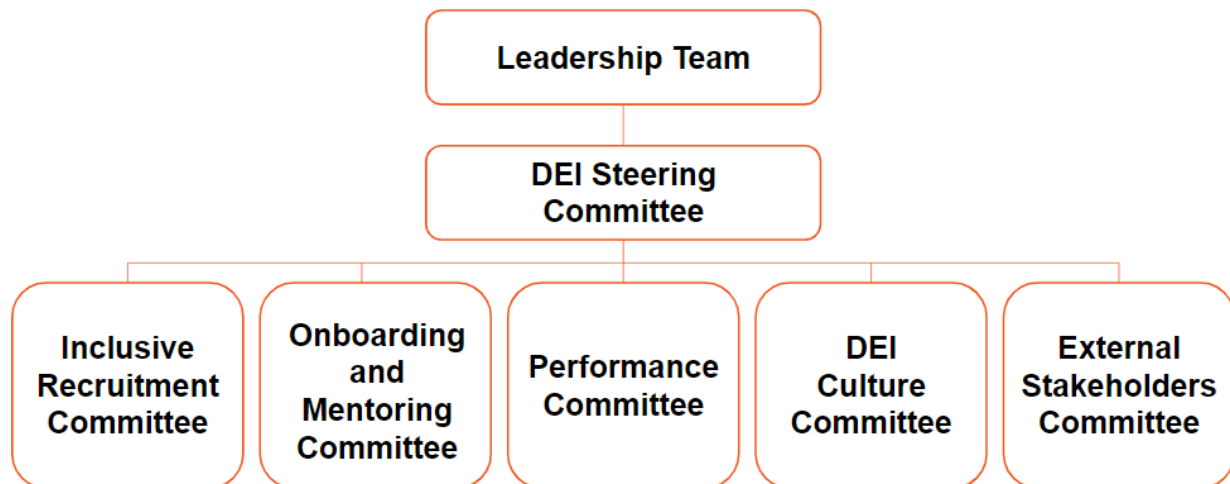 Leadership Team
DEI Steering
Committee
Inclusive
Recruitment
Committee
Onboarding
and
Mentoring
Committee
Performance
Committee
DEI
Culture
Committee
External
Stakeholders
Committee